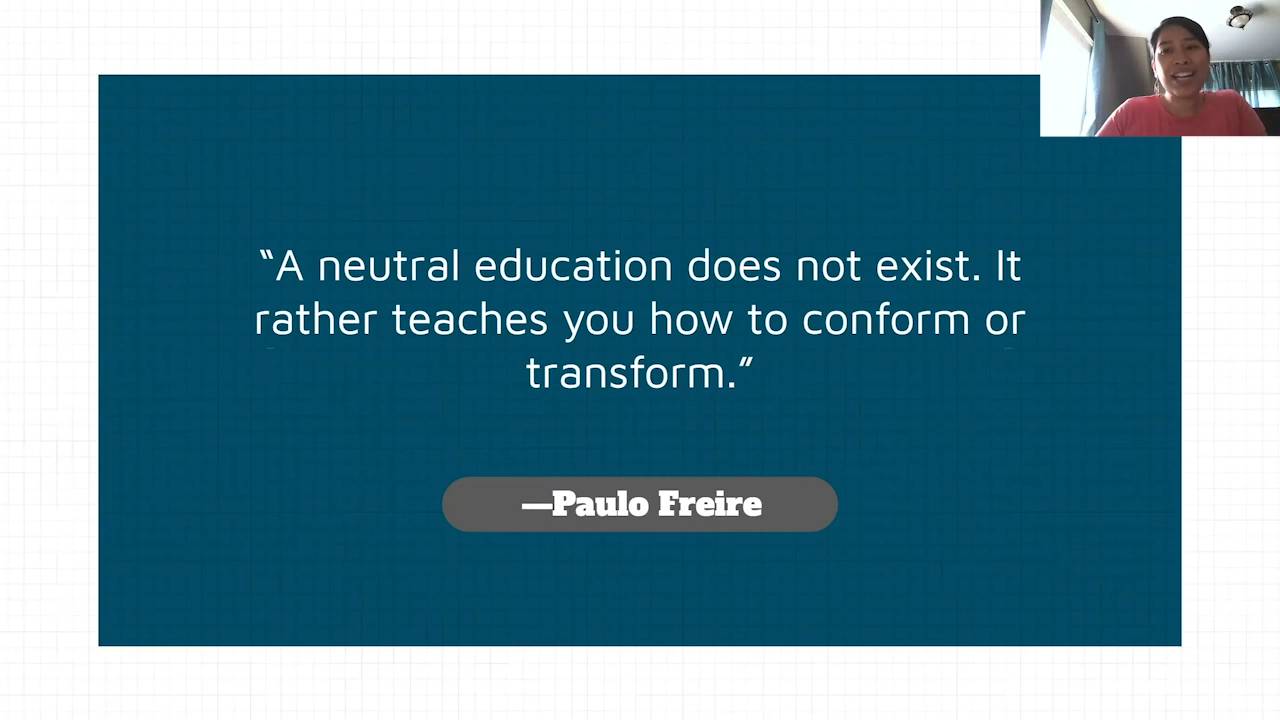 “A neutral education does not exist. It
rather teaches you how to conform or
transform.”
—Paulo Freire